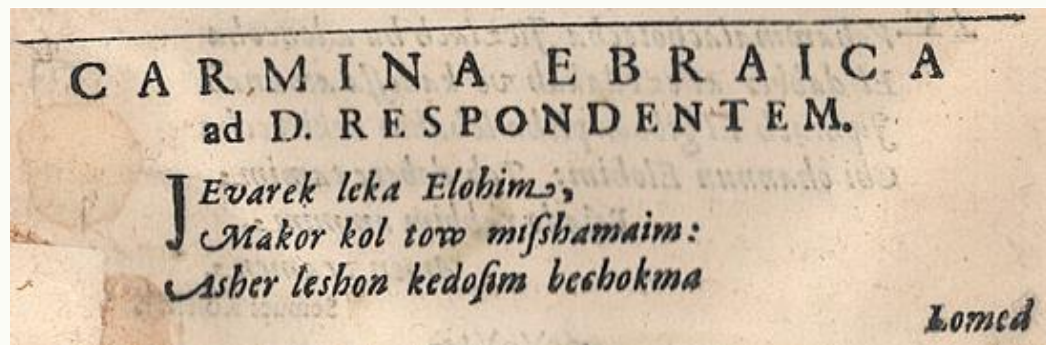 CARMINA EBRAICA
ad D. RESPONDENTEM.
JEvarek leka Elohim,
Makor kol tow miſshamaim:
Asher leshon kedoſim bechokma
Lomed